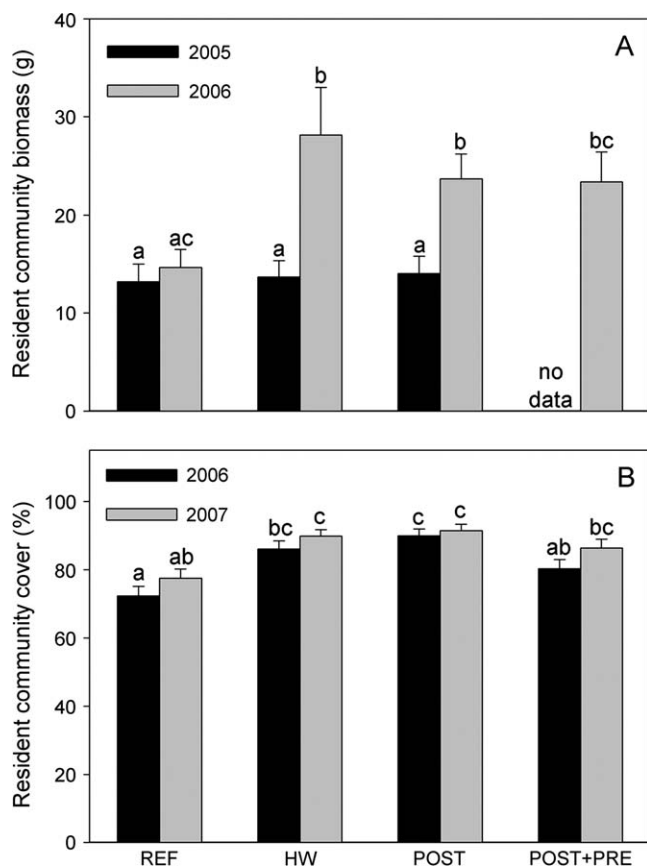 Resident community biomass (g)
40
30
20
10
0
2005
2006
A
a
ac
a
b
a
b
no
data
bc
Resident community cover (%)
100
80
60
40
20
0
2006
2007
B
a
ab
bc
c
c
c
ab
bc
REF
HW
POST
POST+PRE